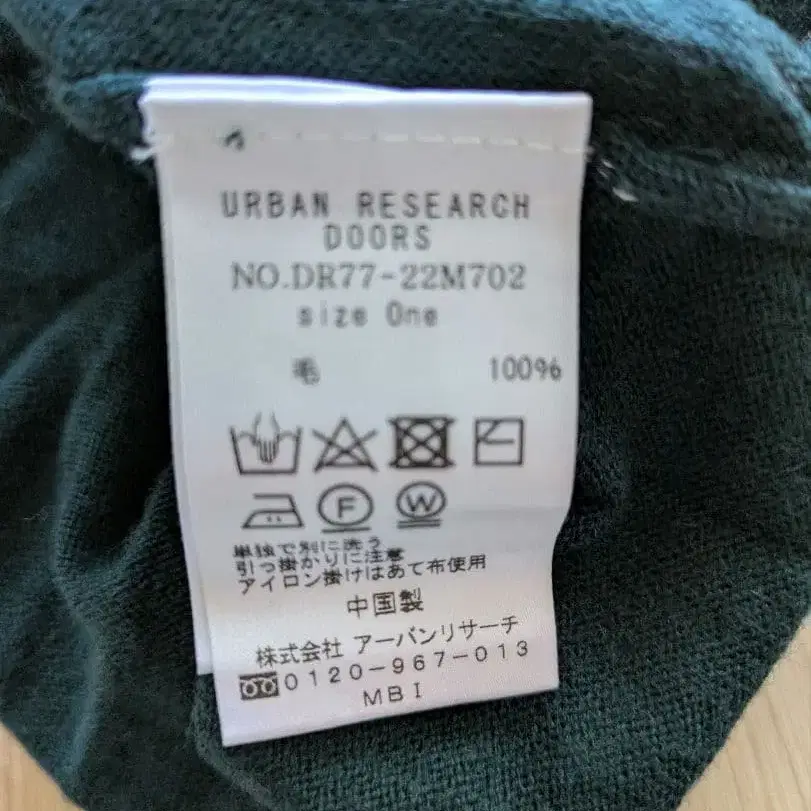 URBAN RESEARCH
DOORS
NO.DR77-22M702
size One
毛 100%
F W
単独で別に洗う
引っ掛かりに注意
アイロン掛けはあて布使用
中国製
株式会社 アーバンリサーチ
0120-967-013
MBI